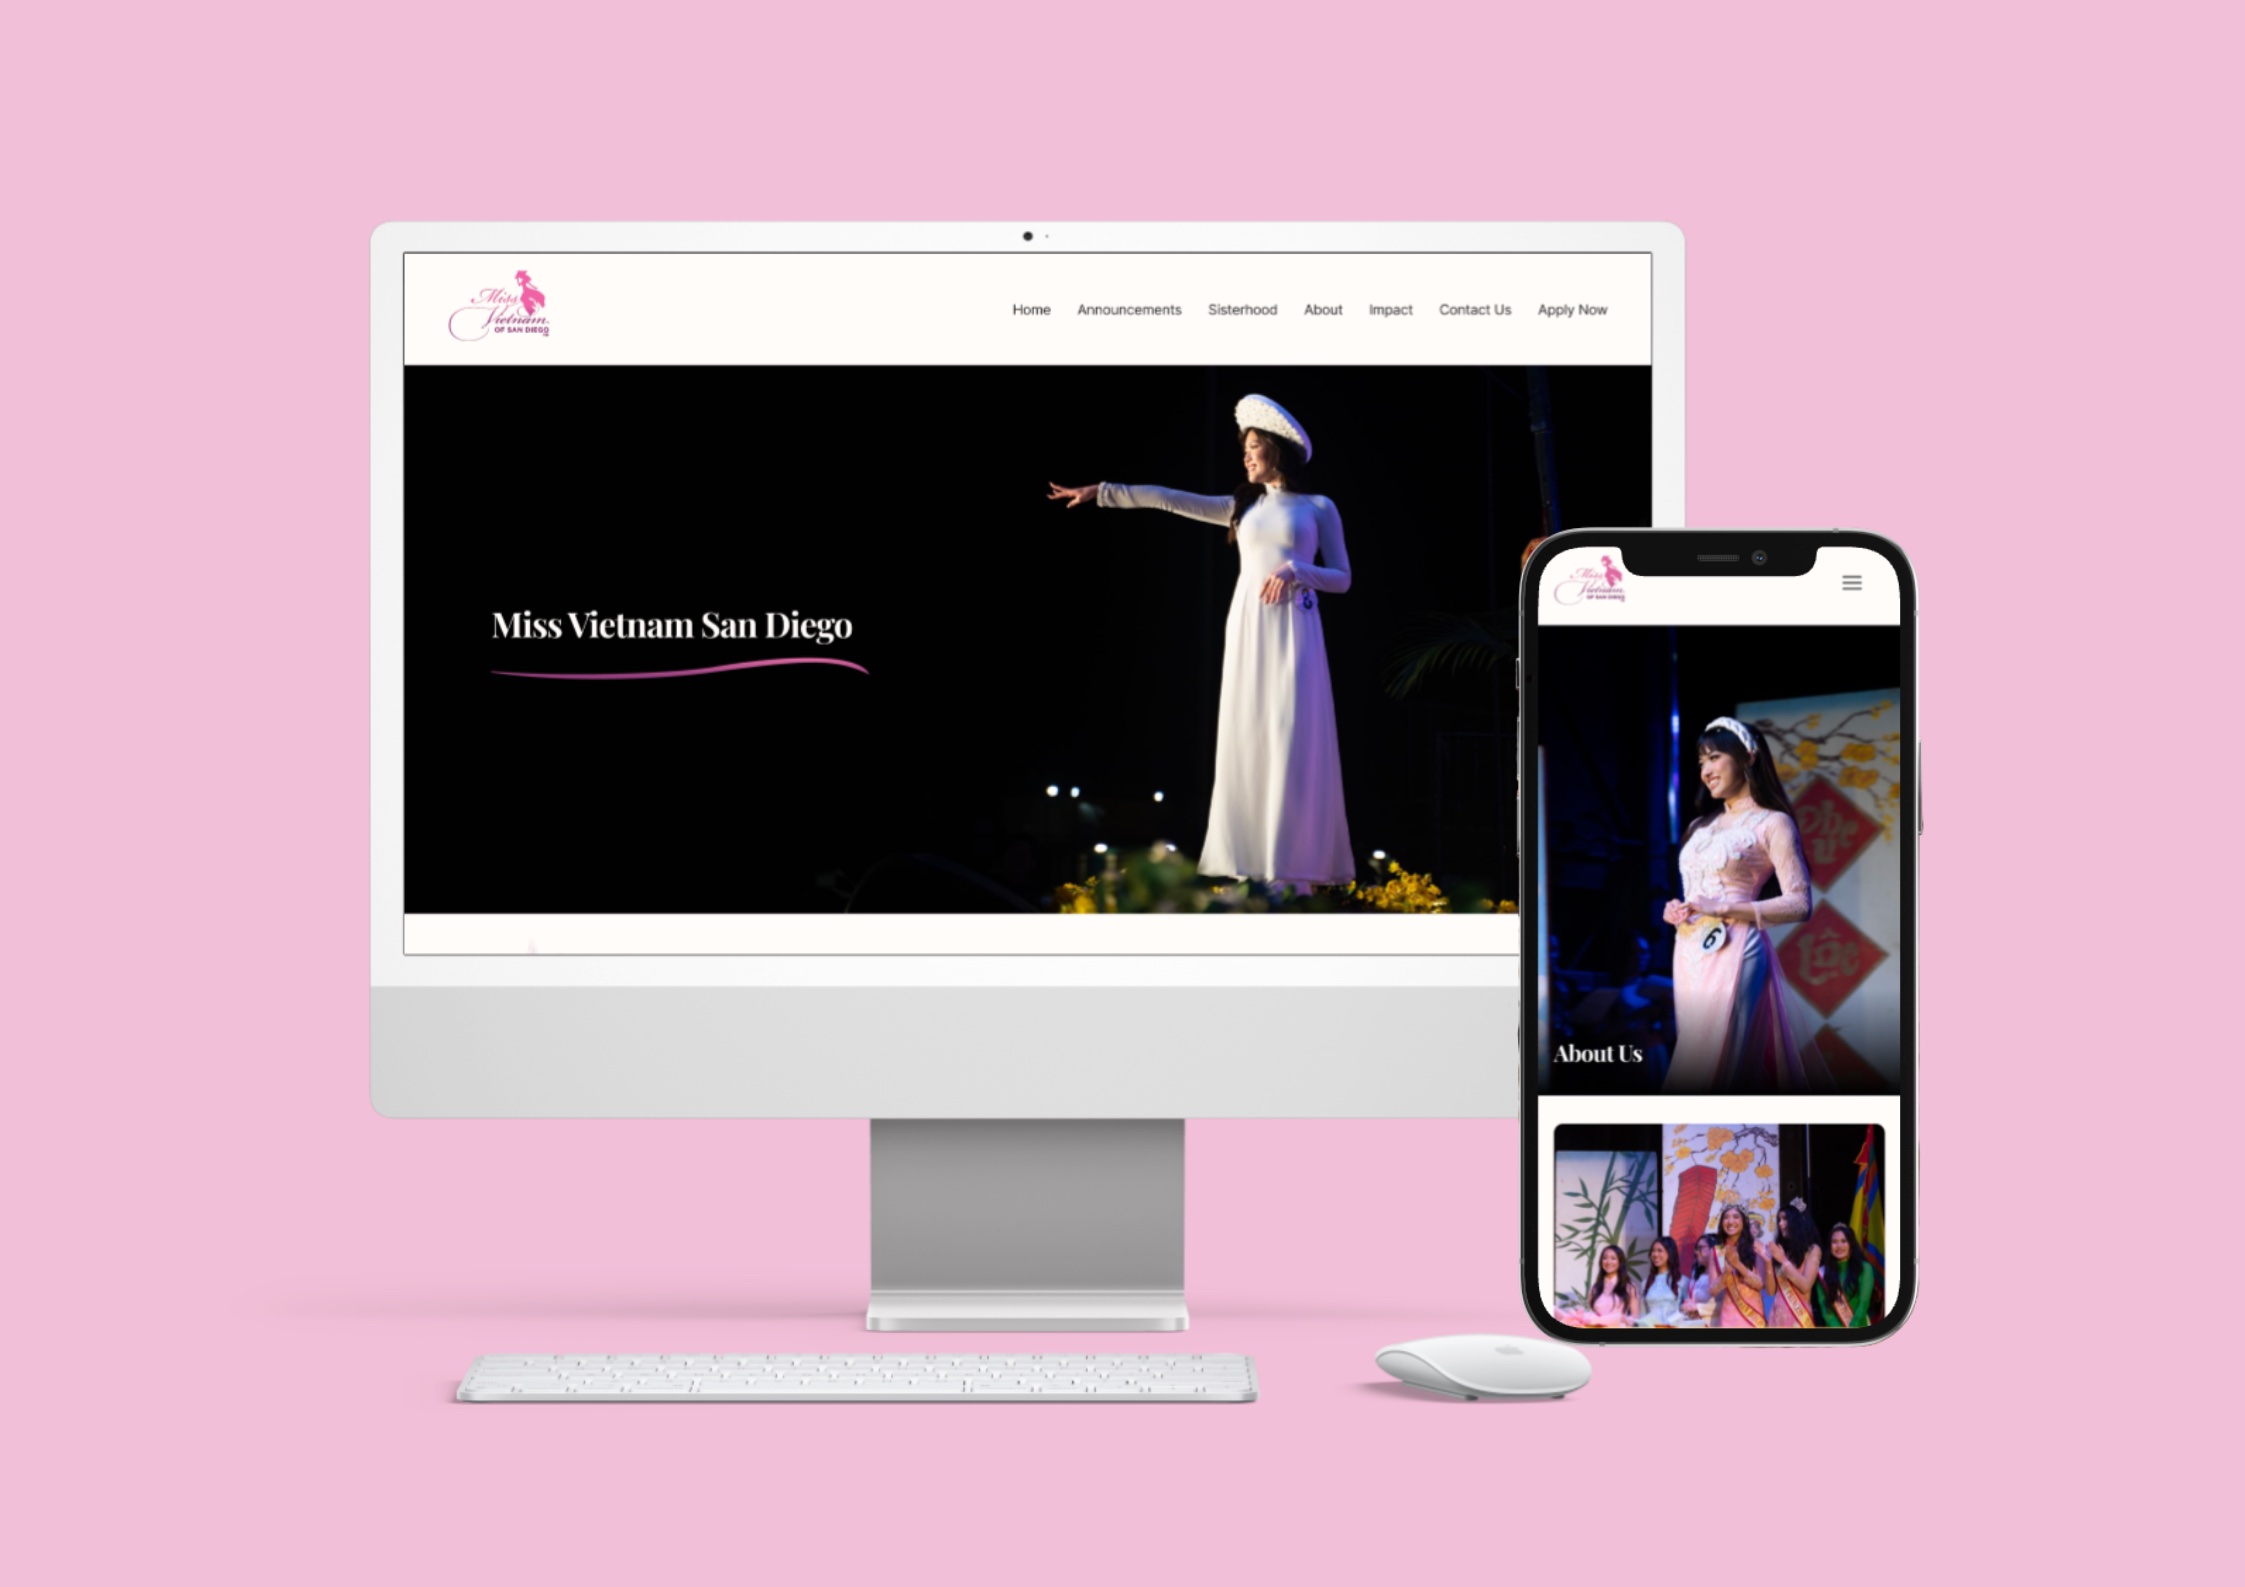 Miss
Vietnam
OF SAN DIEGO
Home Announcements Sisterhood About Impact Contact Us Apply Now
Miss Vietnam San Diego
Miss
Vietnam
OF SAN DIEGO
6
About Us